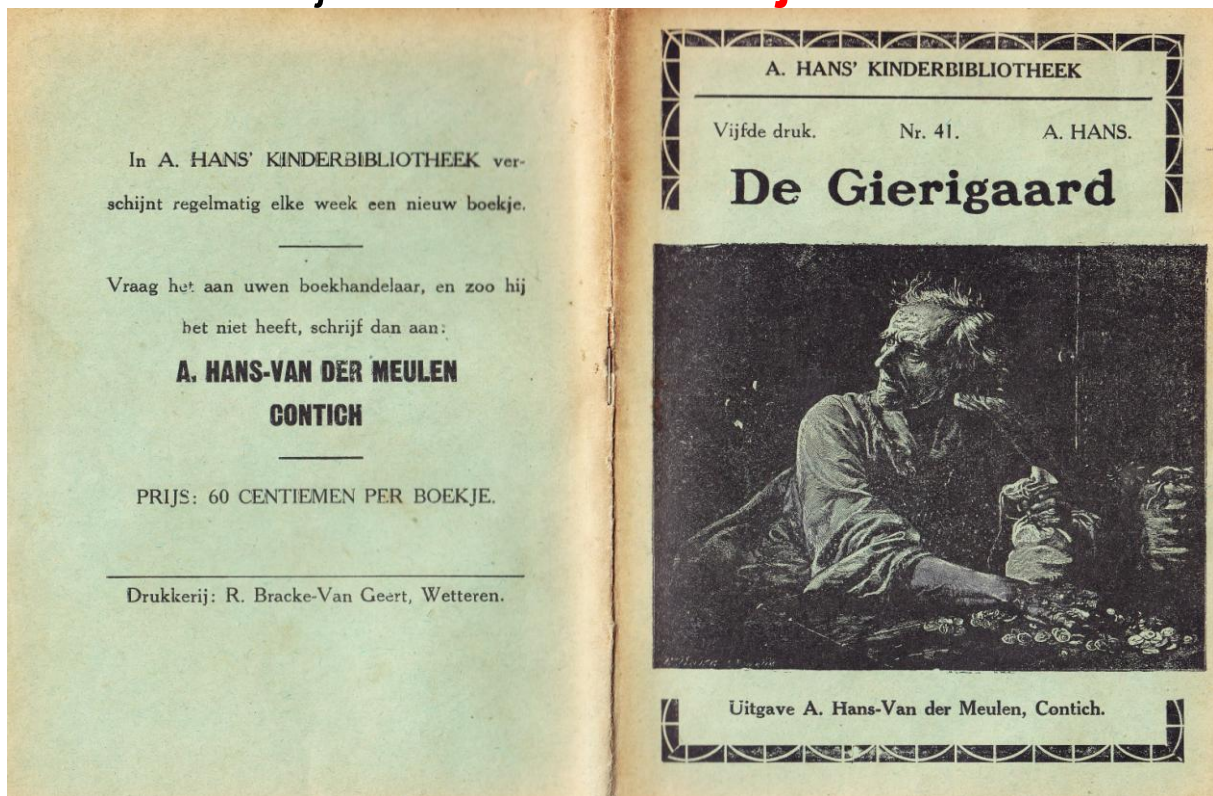 In A. HANS' KINDERBIBLIOTHEEK ver-
schijnt regelmatig elke week een nieuw boekje.
Vraag het aan uwen boekhandelaar, en zoo hij
het niet heeft, schrijf dan aan:
A. HANS-VAN DER MEULEN
CONTICH
PRIJS: 60 CENTIEMEN PER BOEKJE.
Drukkerij: R. Bracke-Van Geert, Wetteren.
A. HANS' KINDERBIBLIOTHEEK
Vijfde druk. Nr. 41. A. HANS.
De Gierigaard
Uitgave A. Hans-Van der Meulen, Contich.